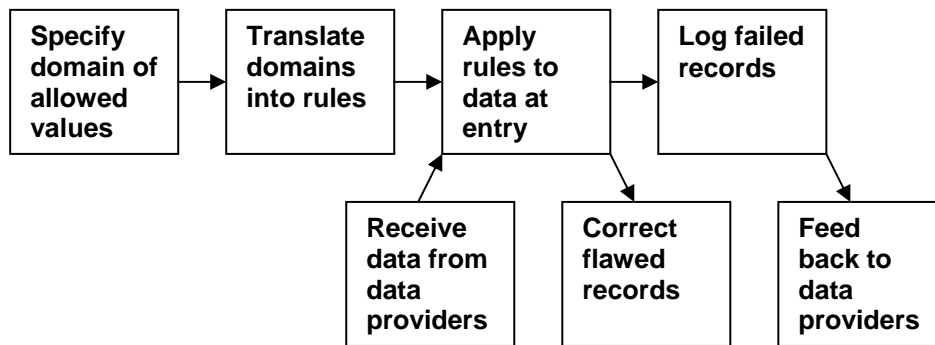 Specify
domain of
allowed
values
Translate
domains
into rules
Apply
rules to
data at
entry
Log failed
records
Receive
data from
data
providers
Correct
flawed
records
Feed
back to
data
providers